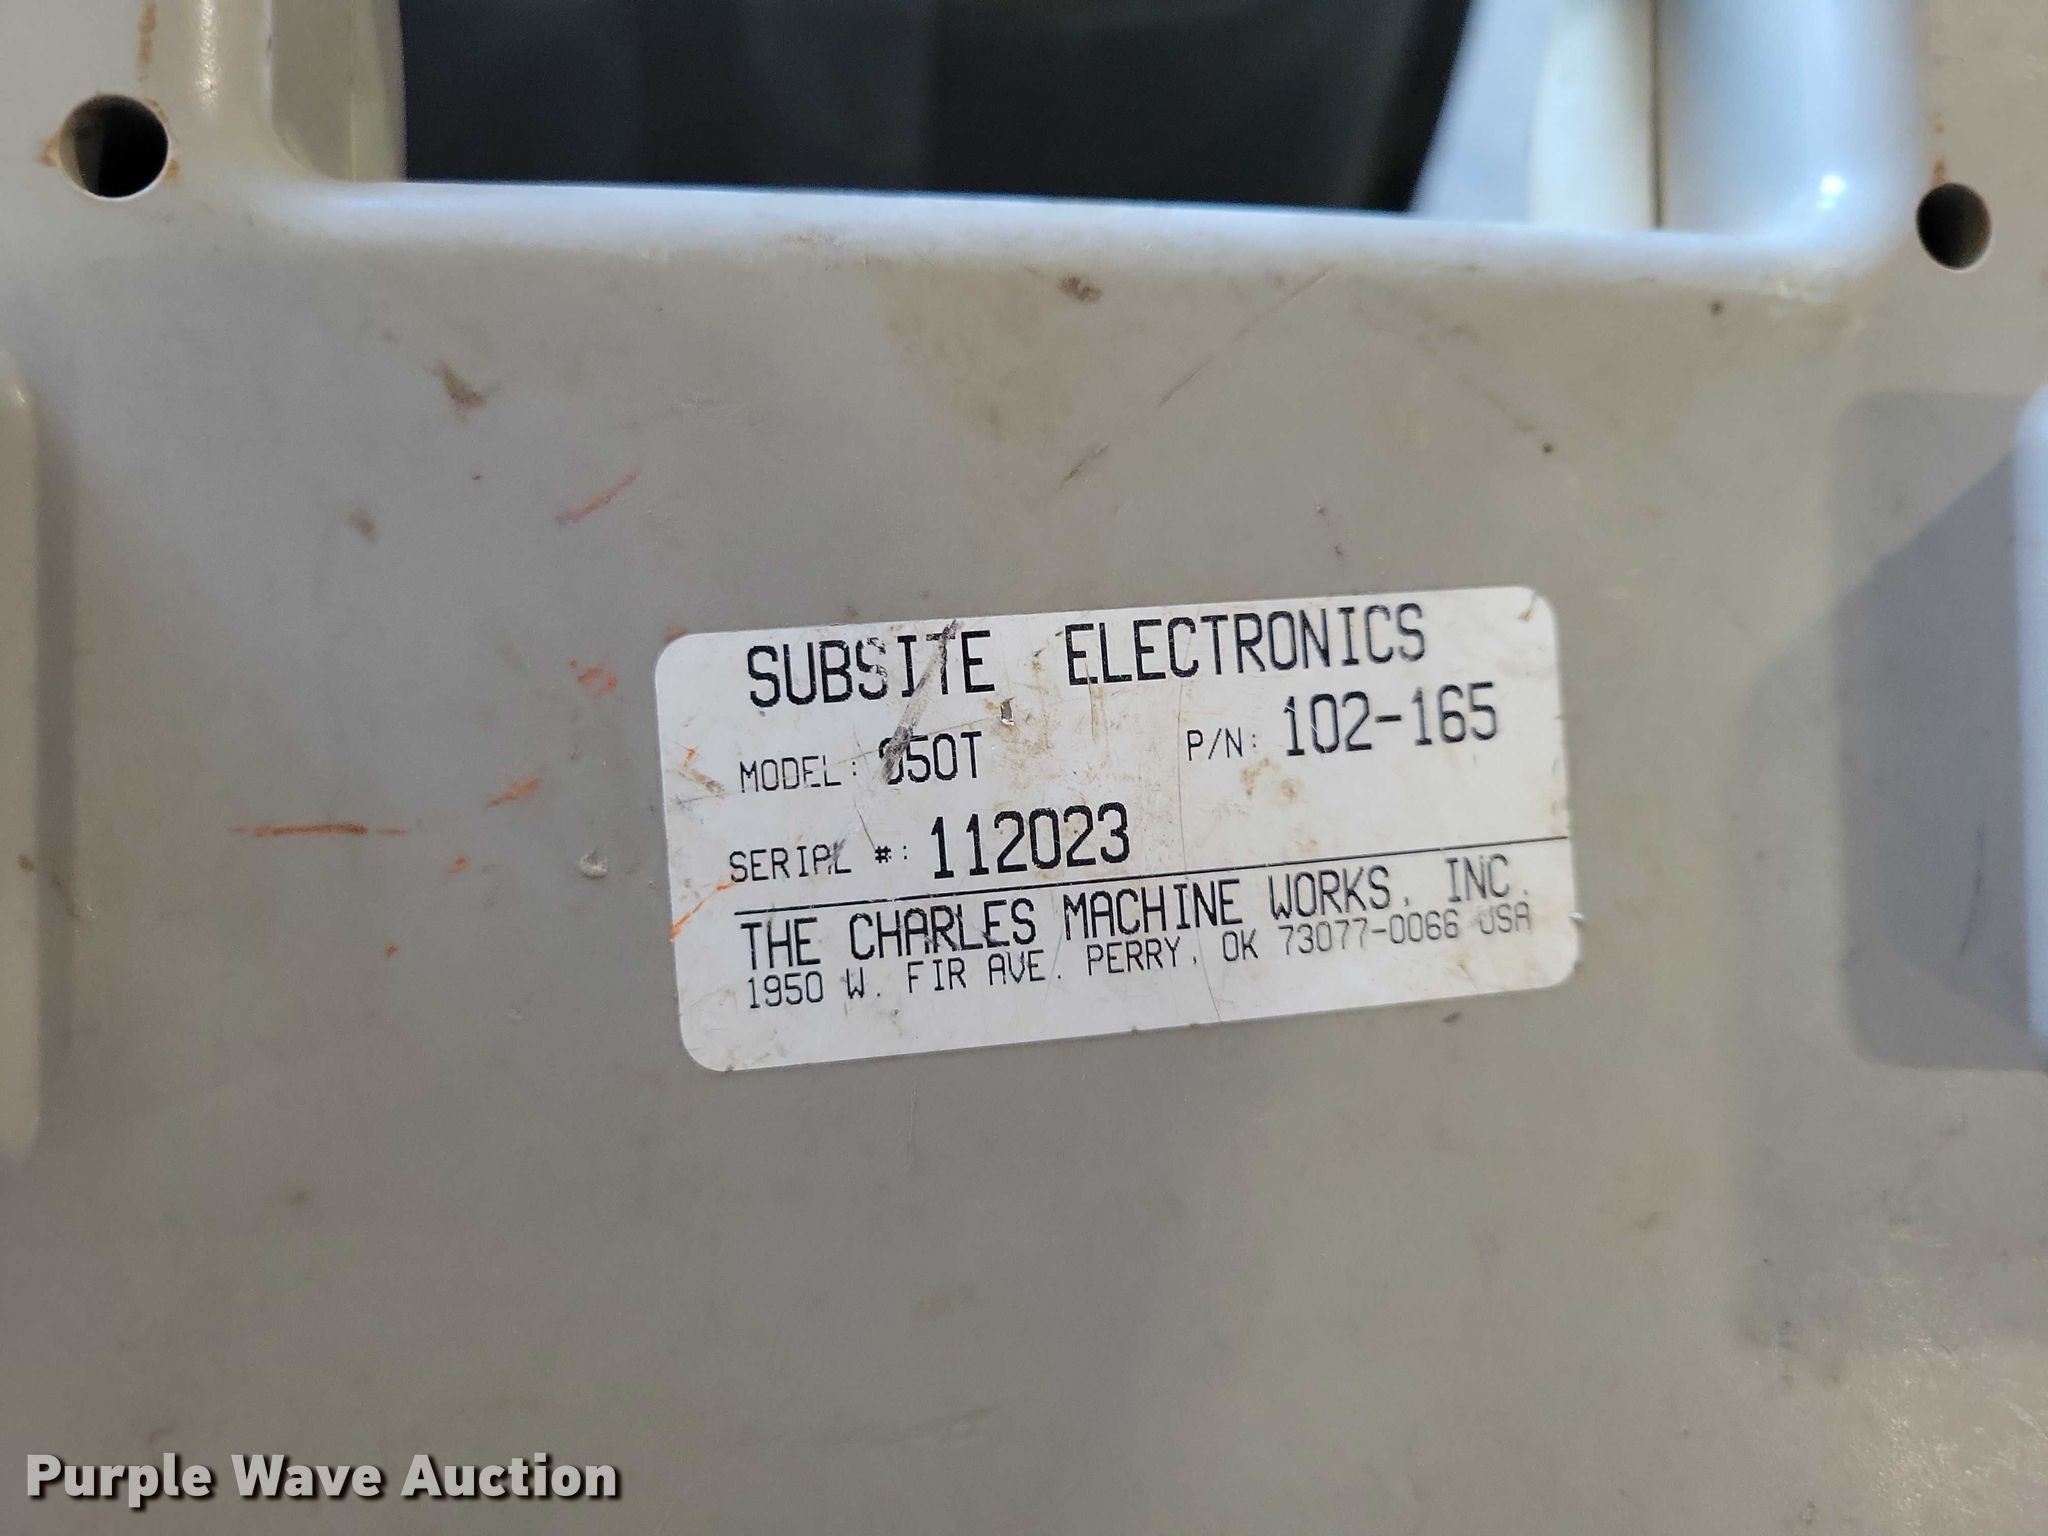 SUBSITE ELECTRONICS
MODEL: 950T P/N: 102-165
SERIAL #: 112023
THE CHARLES MACHINE WORKS, INC.
1950 W. FIR AVE. PERRY, OK 73077-0066 USA
Purple Wave Auction